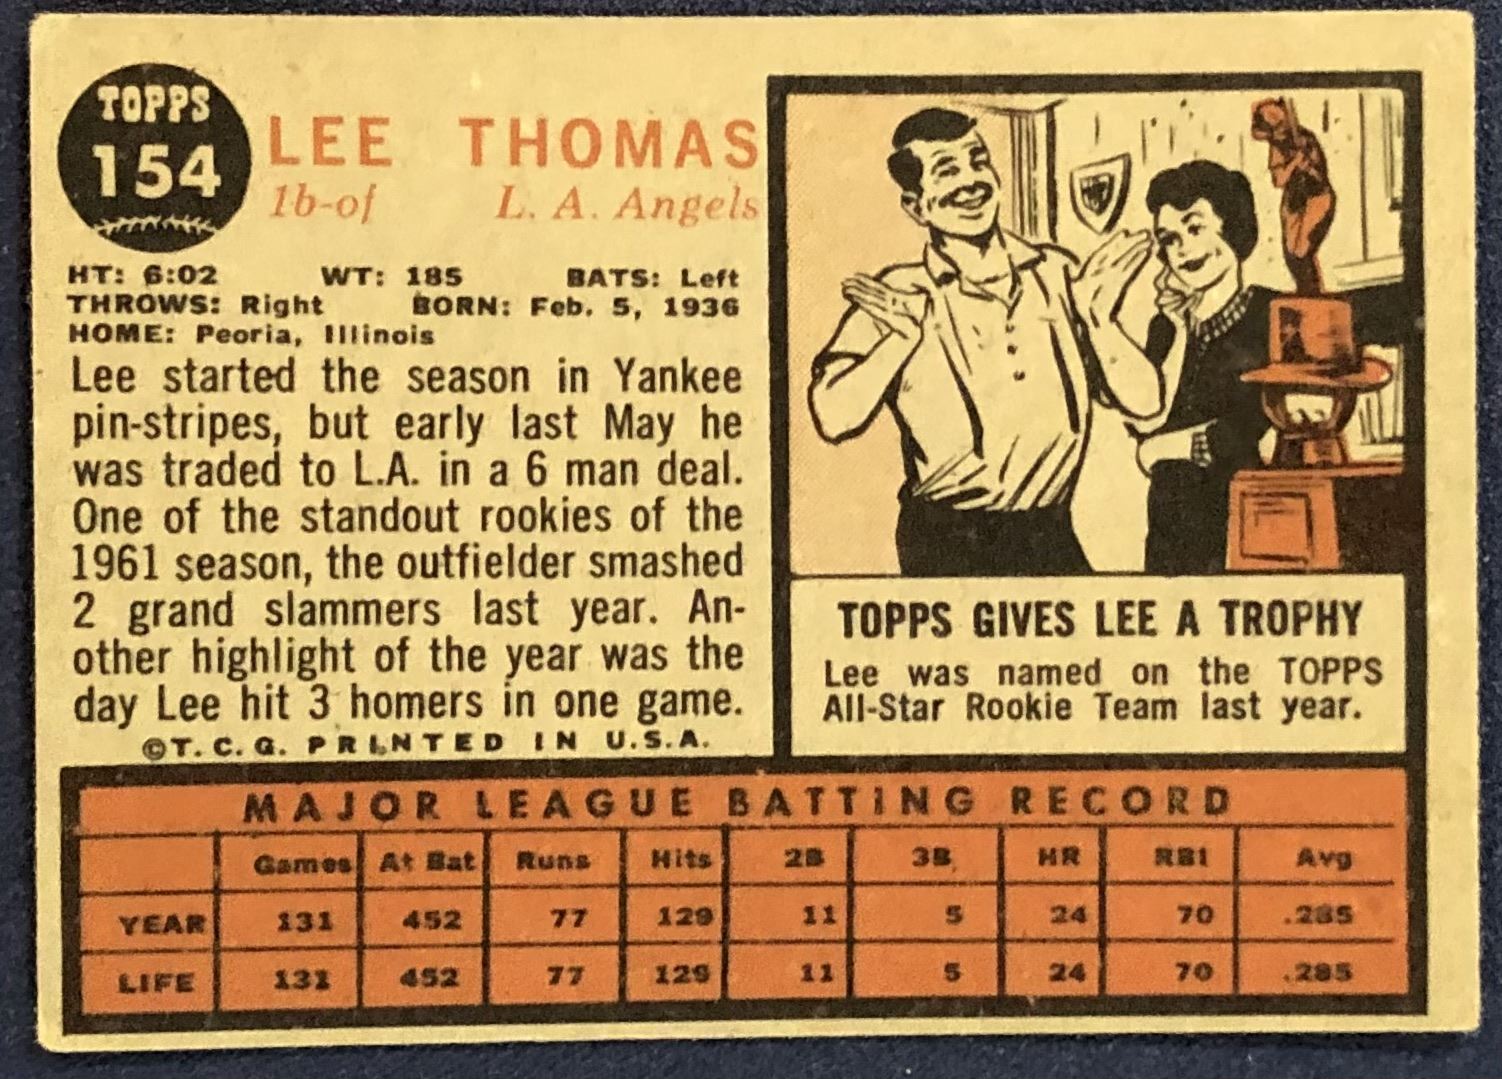 TOPPS
154
LEE THOMAS
1b-of L. A. Angels
HT: 6:02 WT: 185 BATS: Left
THROWS: Right BORN: Feb. 5, 1936
HOME: Peoria, Illinois
Lee started the season in Yankee
pin-stripes, but early last May he
was traded to L.A. in a 6 man deal.
One of the standout rookies of the
1961 season, the outfielder smashed
2 grand slammers last year. An-
other highlight of the year was the
day Lee hit 3 homers in one game.
©T. C. G. PRINTED IN U.S.A.
TOPPS GIVES LEE A TROPHY
Lee was named on the TOPPS
All-Star Rookie Team last year.
MAJOR LEAGUE BATTING RECORD
Games At Bat Runs Hits 2B 3B HR RBI Avg
YEAR 131 452 77 129 11 5 24 70 .285
LIFE 131 452 77 129 11 5 24 70 .285